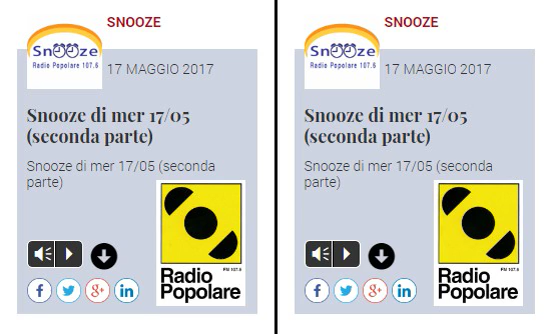 SNOOZE
Snooze
Radio Popolare 107.6
17 MAGGIO 2017
Snooze di mer 17/05
(seconda parte)
Snooze di mer 17/05 (seconda
parte)
FM 107.6
Radio
Popolare
f
g+
in
SNOOZE
Snooze
Radio Popolare 107.6
17 MAGGIO 2017
Snooze di mer 17/05
(seconda parte)
Snooze di mer 17/05 (seconda
parte)
FM 107.6
Radio
Popolare
f
g+
in